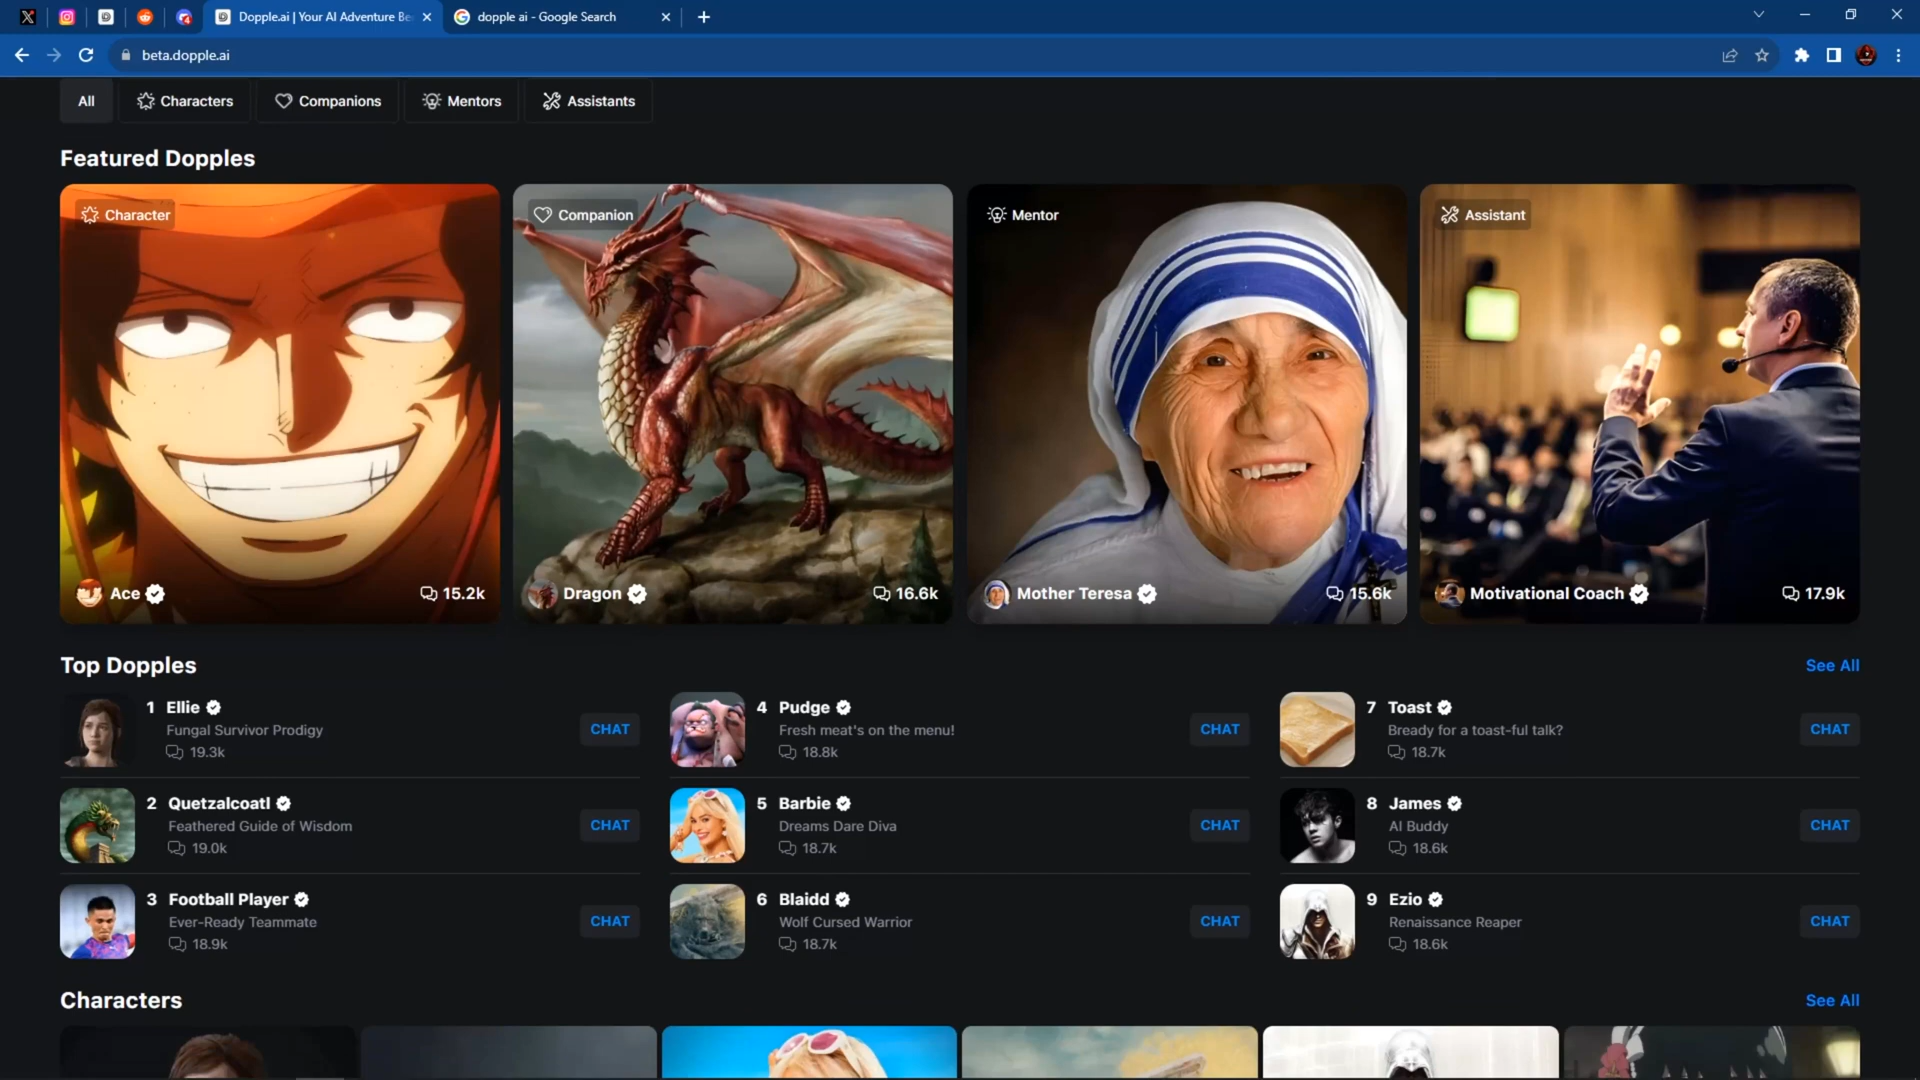 Dopple.ai | Your AI Adventure Be
dopple ai - Google Search
beta.dopple.ai
All
Characters
Companions
Mentors
Assistants
Featured Dopples
Character
Companion
Mentor
Assistant
Ace
15.2k
Dragon
16.6k
Mother Teresa
15.6k
Motivational Coach
17.9k
Top Dopples
See All
1 Ellie
Fungal Survivor Prodigy
19.3k
CHAT
2 Quetzalcoatl
Feathered Guide of Wisdom
19.0k
CHAT
3 Football Player
Ever-Ready Teammate
18.9k
CHAT
4 Pudge
Fresh meat's on the menu!
18.8k
CHAT
5 Barbie
Dreams Dare Diva
18.7k
CHAT
6 Blaidd
Wolf Cursed Warrior
18.7k
CHAT
7 Toast
Bready for a toast-ful talk?
18.7k
CHAT
8 James
AI Buddy
18.6k
CHAT
9 Ezio
Renaissance Reaper
18.6k
CHAT
Characters
See All